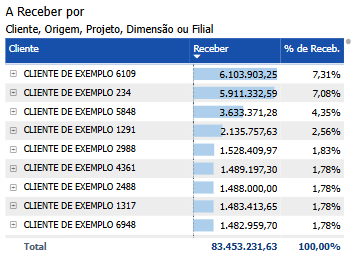 A Receber por
Cliente, Origem, Projeto, Dimensão ou Filial
Cliente Receber % de Receb.
CLIENTE DE EXEMPLO 6109 6.103.903,25 7,31%
CLIENTE DE EXEMPLO 234 5.911.332,59 7,08%
CLIENTE DE EXEMPLO 5848 3.633.371,28 4,35%
CLIENTE DE EXEMPLO 1291 2.135.757,63 2,56%
CLIENTE DE EXEMPLO 2988 1.528.409,97 1,83%
CLIENTE DE EXEMPLO 4361 1.489.197,30 1,78%
CLIENTE DE EXEMPLO 2488 1.488.000,00 1,78%
CLIENTE DE EXEMPLO 1317 1.483.413,65 1,78%
CLIENTE DE EXEMPLO 6948 1.482.959,70 1,78%
Total 83.453.231,63 100,00%